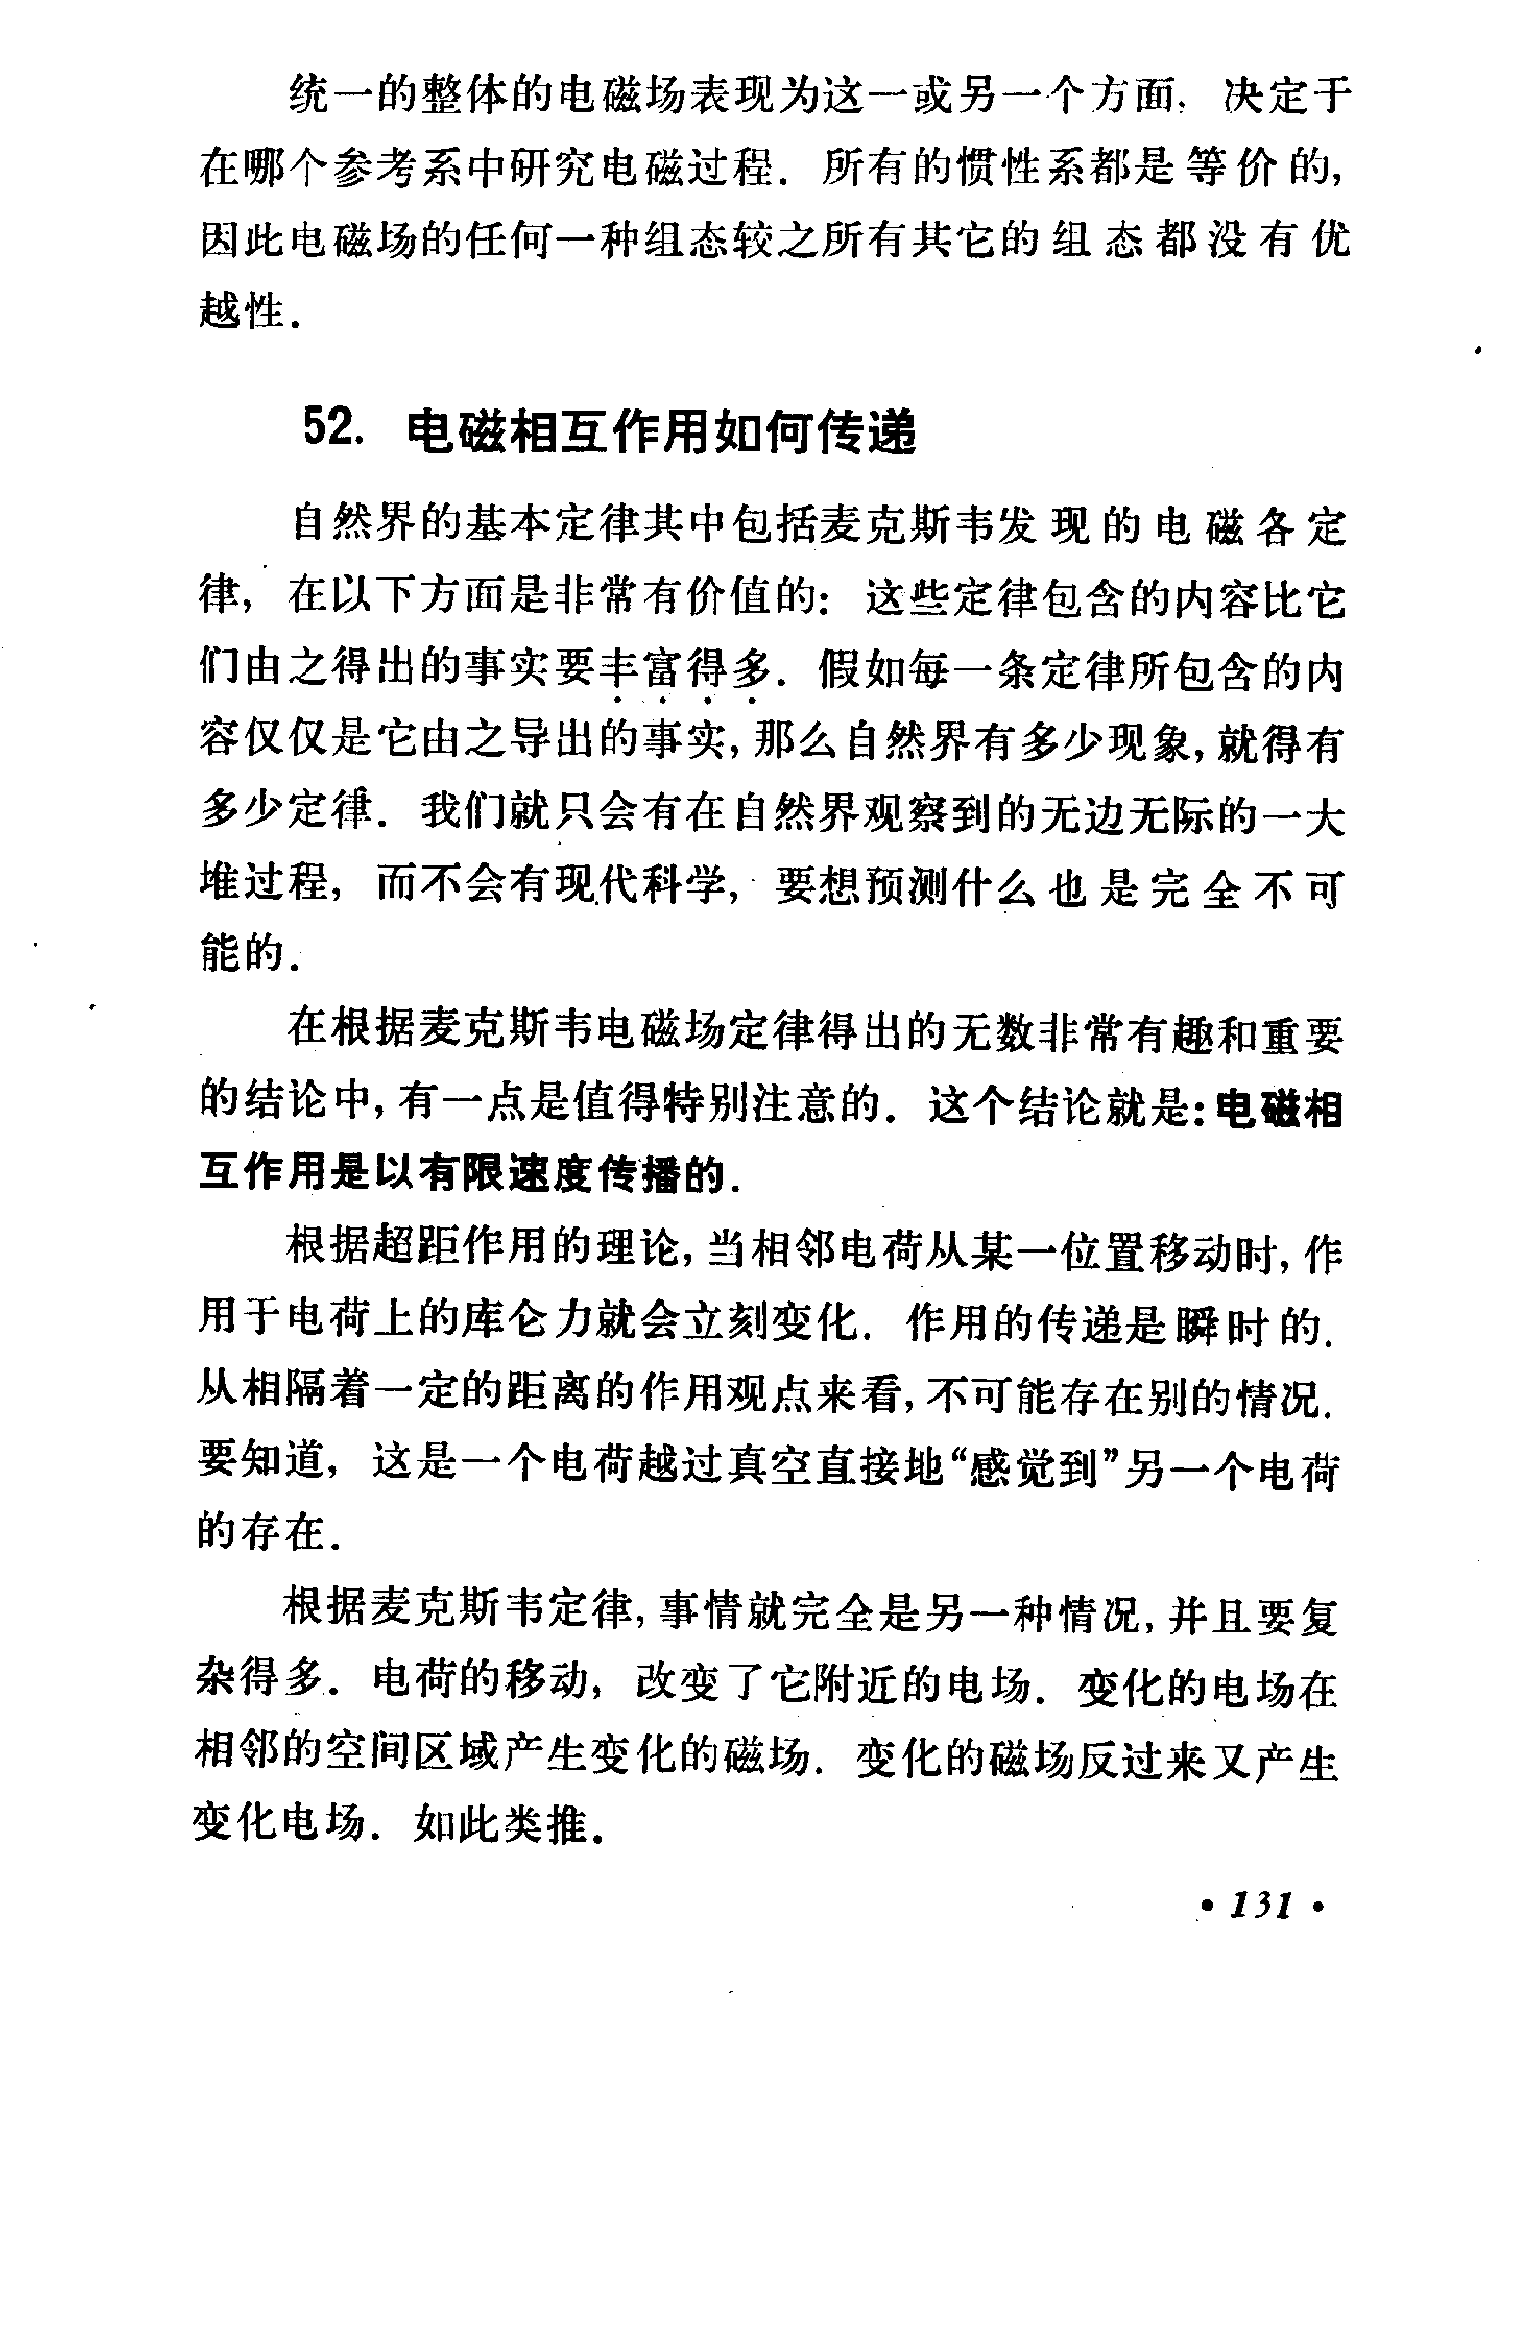 统一的整体的电磁场表现为这一或另一个方面，决定于
在哪个参考系中研究电磁过程．所有的惯性系都是等价的，
因此电磁场的任何一种组态较之所有其它的组态都没有优
越性．
52．电磁相互作用如何传递
自然界的基本定律其中包括麦克斯韦发现的电磁各定
律，在以下方面是非常有价值的：这些定律包含的内容比它
们由之得出的事实要丰富得多．假如每一条定律所包含的内
容仅仅是它由之导出的事实，那么自然界有多少现象，就得有
多少定律．我们就只会有在自然界观察到的无边无际的一大
堆过程，而不会有现代科学，要想预测什么也是完全不可
能的．
在根据麦克斯韦电磁场定律得出的无数非常有趣和重要
的结论中，有一点是值得特别注意的．这个结论就是：电磁相
互作用是以有限速度传播的．
根据超距作用的理论，当相邻电荷从某一位置移动时，作
用于电荷上的库仑力就会立刻变化．作用的传递是瞬时的．
从相隔着一定的距离的作用观点来看，不可能存在别的情况．
要知道，这是一个电荷越过真空直接地“感觉到”另一个电荷
的存在．
根据麦克斯韦定律，事情就完全是另一种情况，并且要复
杂得多．电荷的移动，改变了它附近的电场．变化的电场在
相邻的空间区域产生变化的磁场．变化的磁场反过来又产生
变化电场．如此类推．
• 131 •